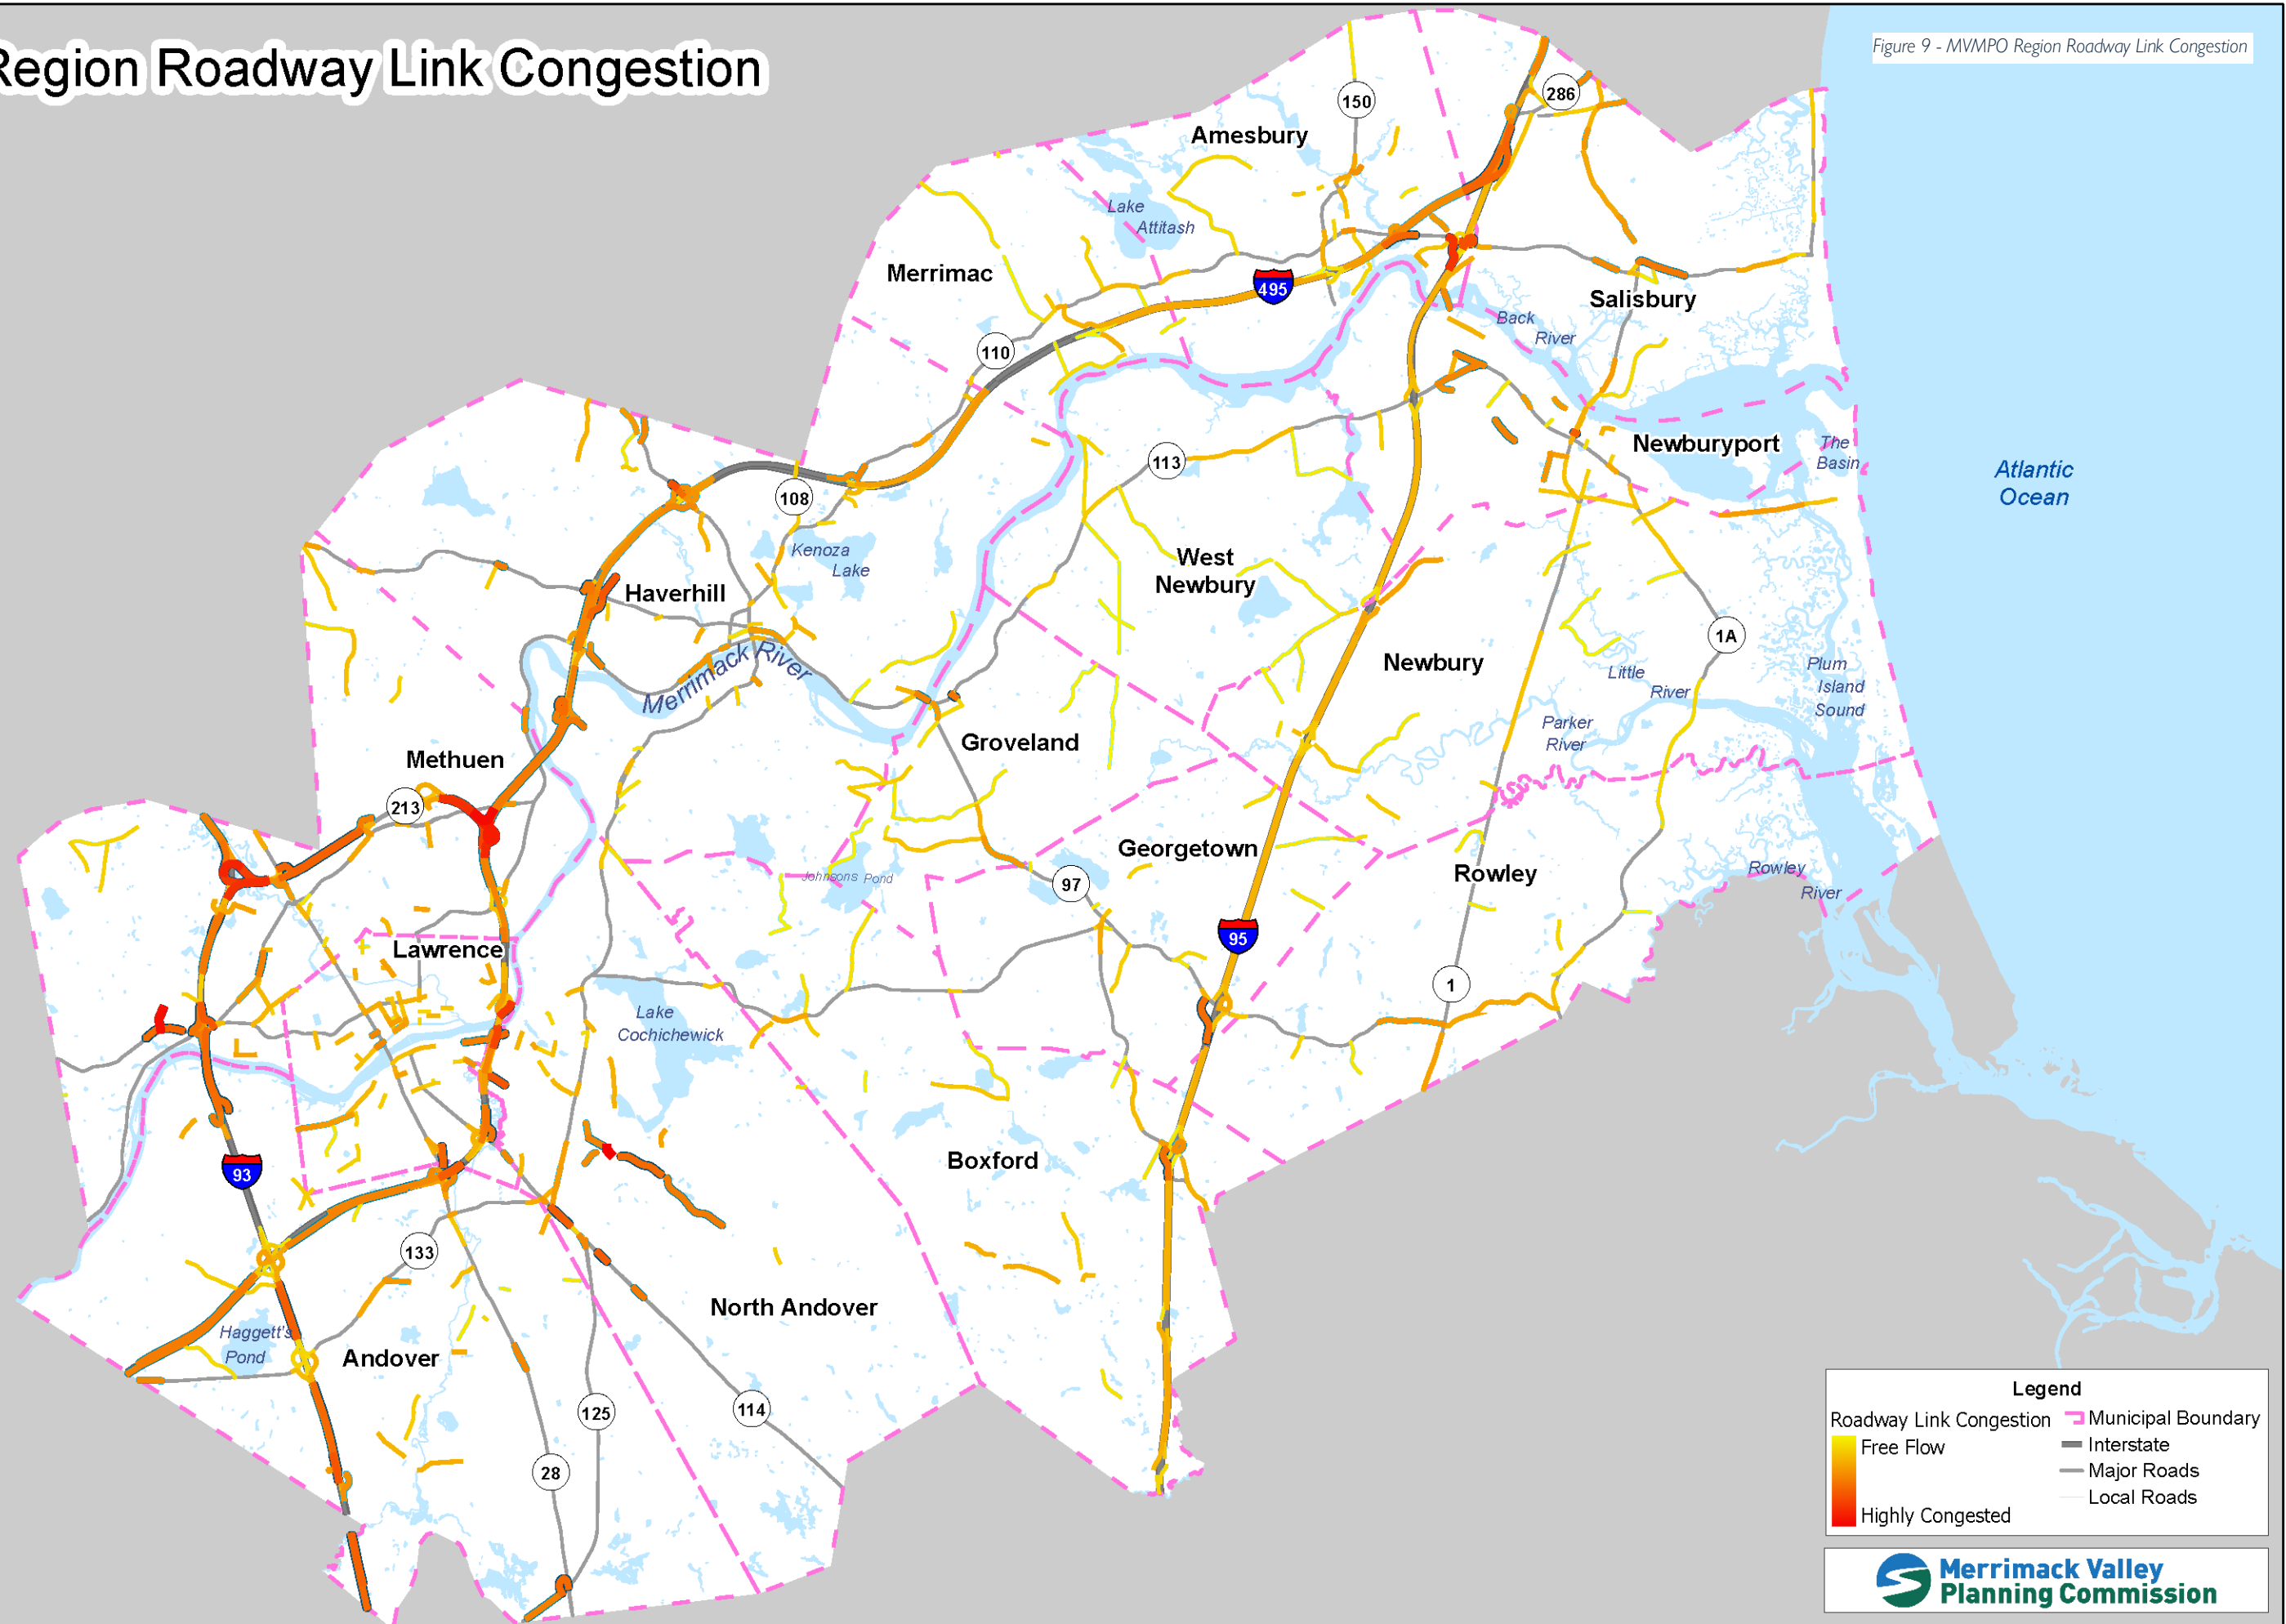 Region Roadway Link Congestion
Figure 9 - MVMPO Region Roadway Link Congestion
286
150
Amesbury
Lake
Attitash
Merrimac
495
Salisbury
Back
River
110
Newburyport
The
Basin
Atlantic
Ocean
113
108
Kenoza
Lake
West
Newbury
Haverhill
1A
Merrimack River
Newbury
Little
River
Plum
Island
Sound
Parker
River
Groveland
Methuen
213
Georgetown
Rowley
Rowley
River
Johnsons Pond
97
Lawrence
95
1
Lake
Cochichewick
93
Boxford
133
North Andover
Haggett's
Pond
Andover
125
114
28
Legend
Roadway Link Congestion
Free Flow
Highly Congested
Municipal Boundary
Interstate
Major Roads
Local Roads
Merrimack Valley
Planning Commission